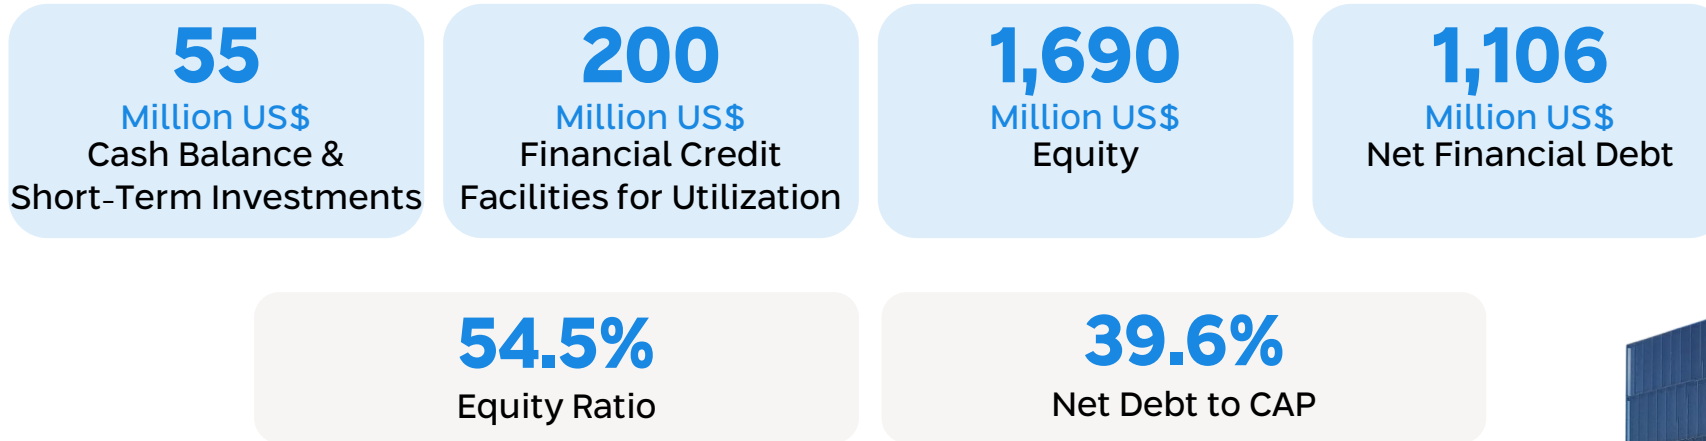 55
Million US$
Cash Balance &
Short-Term Investments
200
Million US$
Financial Credit
Facilities for Utilization
1,690
Million US$
Equity
1,106
Million US$
Net Financial Debt
54.5%
Equity Ratio
39.6%
Net Debt to CAP